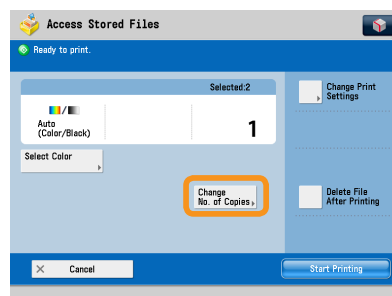 Access Stored Files
Ready to print.
Selected:2
Change Print
Settings
Auto
(Color/Black)
1
Select Color
Change
No. of Copies
Delete File
After Printing
Cancel
Start Printing